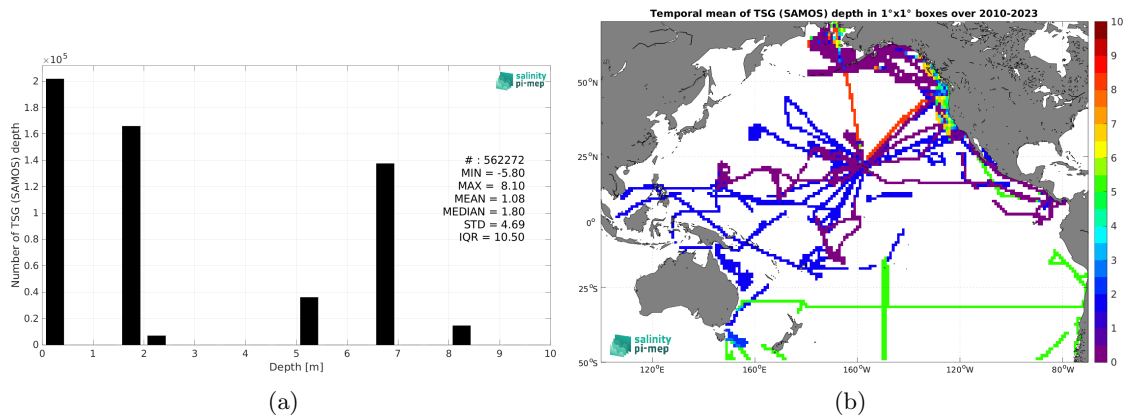 ×10⁵
2
1.8
1.6
1.4
1.2
1
0.8
0.6
0.4
0.2
0
Number of TSG (SAMOS) depth
salinity
pi-mep
# : 562272
MIN = -5.80
MAX = 8.10
MEAN = 1.08
MEDIAN = 1.80
STD = 4.69
IQR = 10.50
0 1 2 3 4 5 6 7 8 9 10
Depth [m]
(a)
Temporal mean of TSG (SAMOS) depth in 1°x1° boxes over 2010-2023
50°N
25°N
0°
25°S
50°S
120°E 160°E 160°W 120°W 80°W
salinity
pi-mep
10
9
8
7
6
5
4
3
2
1
0
(b)